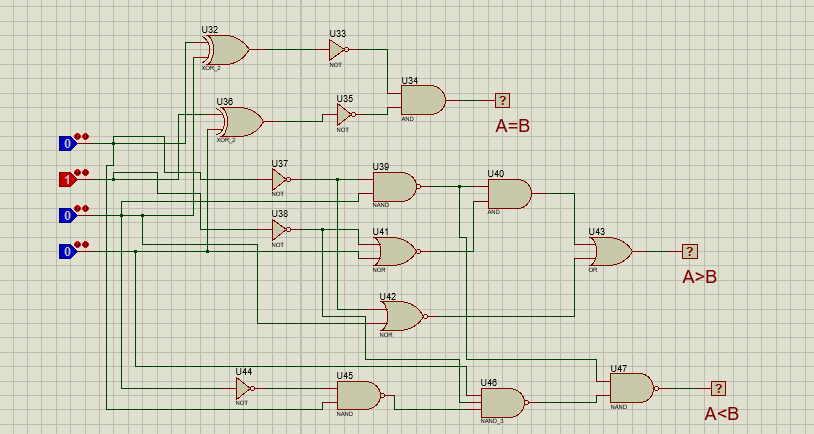 U32
XOR_2
U33
NOT
U34
AND
?
A=B
U36
XOR_2
U35
NOT
0
1
0
0
U37
NOT
U39
NAND
U40
AND
U38
NOT
U41
NOR
U43
OR
?
A>B
U42
NOR
U44
NOT
U45
NAND
U46
NAND_3
U47
NAND
?
A<B